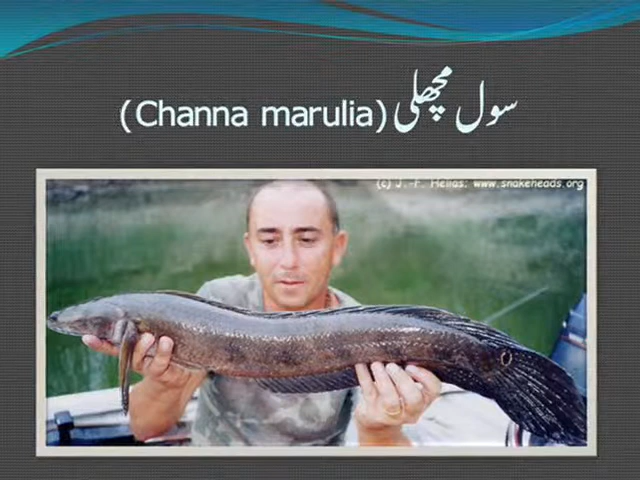 سول مچھلی (Channa marulia)
(c) J.-F. Helias: www.snakeheads.org